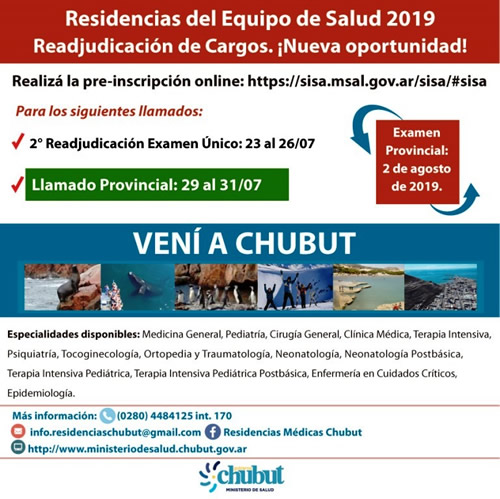 Residencias del Equipo de Salud 2019
Readjudicación de Cargos. ¡Nueva oportunidad!
Realizá la pre-inscripción online: https://sisa.msal.gov.ar/sisa/#sisa
Para los siguientes llamados:
2° Readjudicación Examen Único: 23 al 26/07
Llamado Provincial: 29 al 31/07
Examen
Provincial:
2 de agosto
de 2019.
VENÍ A CHUBUT
Especialidades disponibles: Medicina General, Pediatría, Cirugía General, Clínica Médica, Terapia Intensiva,
Psiquiatría, Tocoginecología, Ortopedia y Traumatología, Neonatología, Neonatología Postbásica,
Terapia Intensiva Pediátrica, Terapia Intensiva Pediátrica Postbásica, Enfermería en Cuidados Críticos,
Epidemiología.
Más información: (0280) 4484125 int. 170
info.residenciaschubut@gmail.com Residencias Médicas Chubut
http://www.ministeriodesalud.chubut.gov.ar
chubut
MINISTERIO DE SALUD